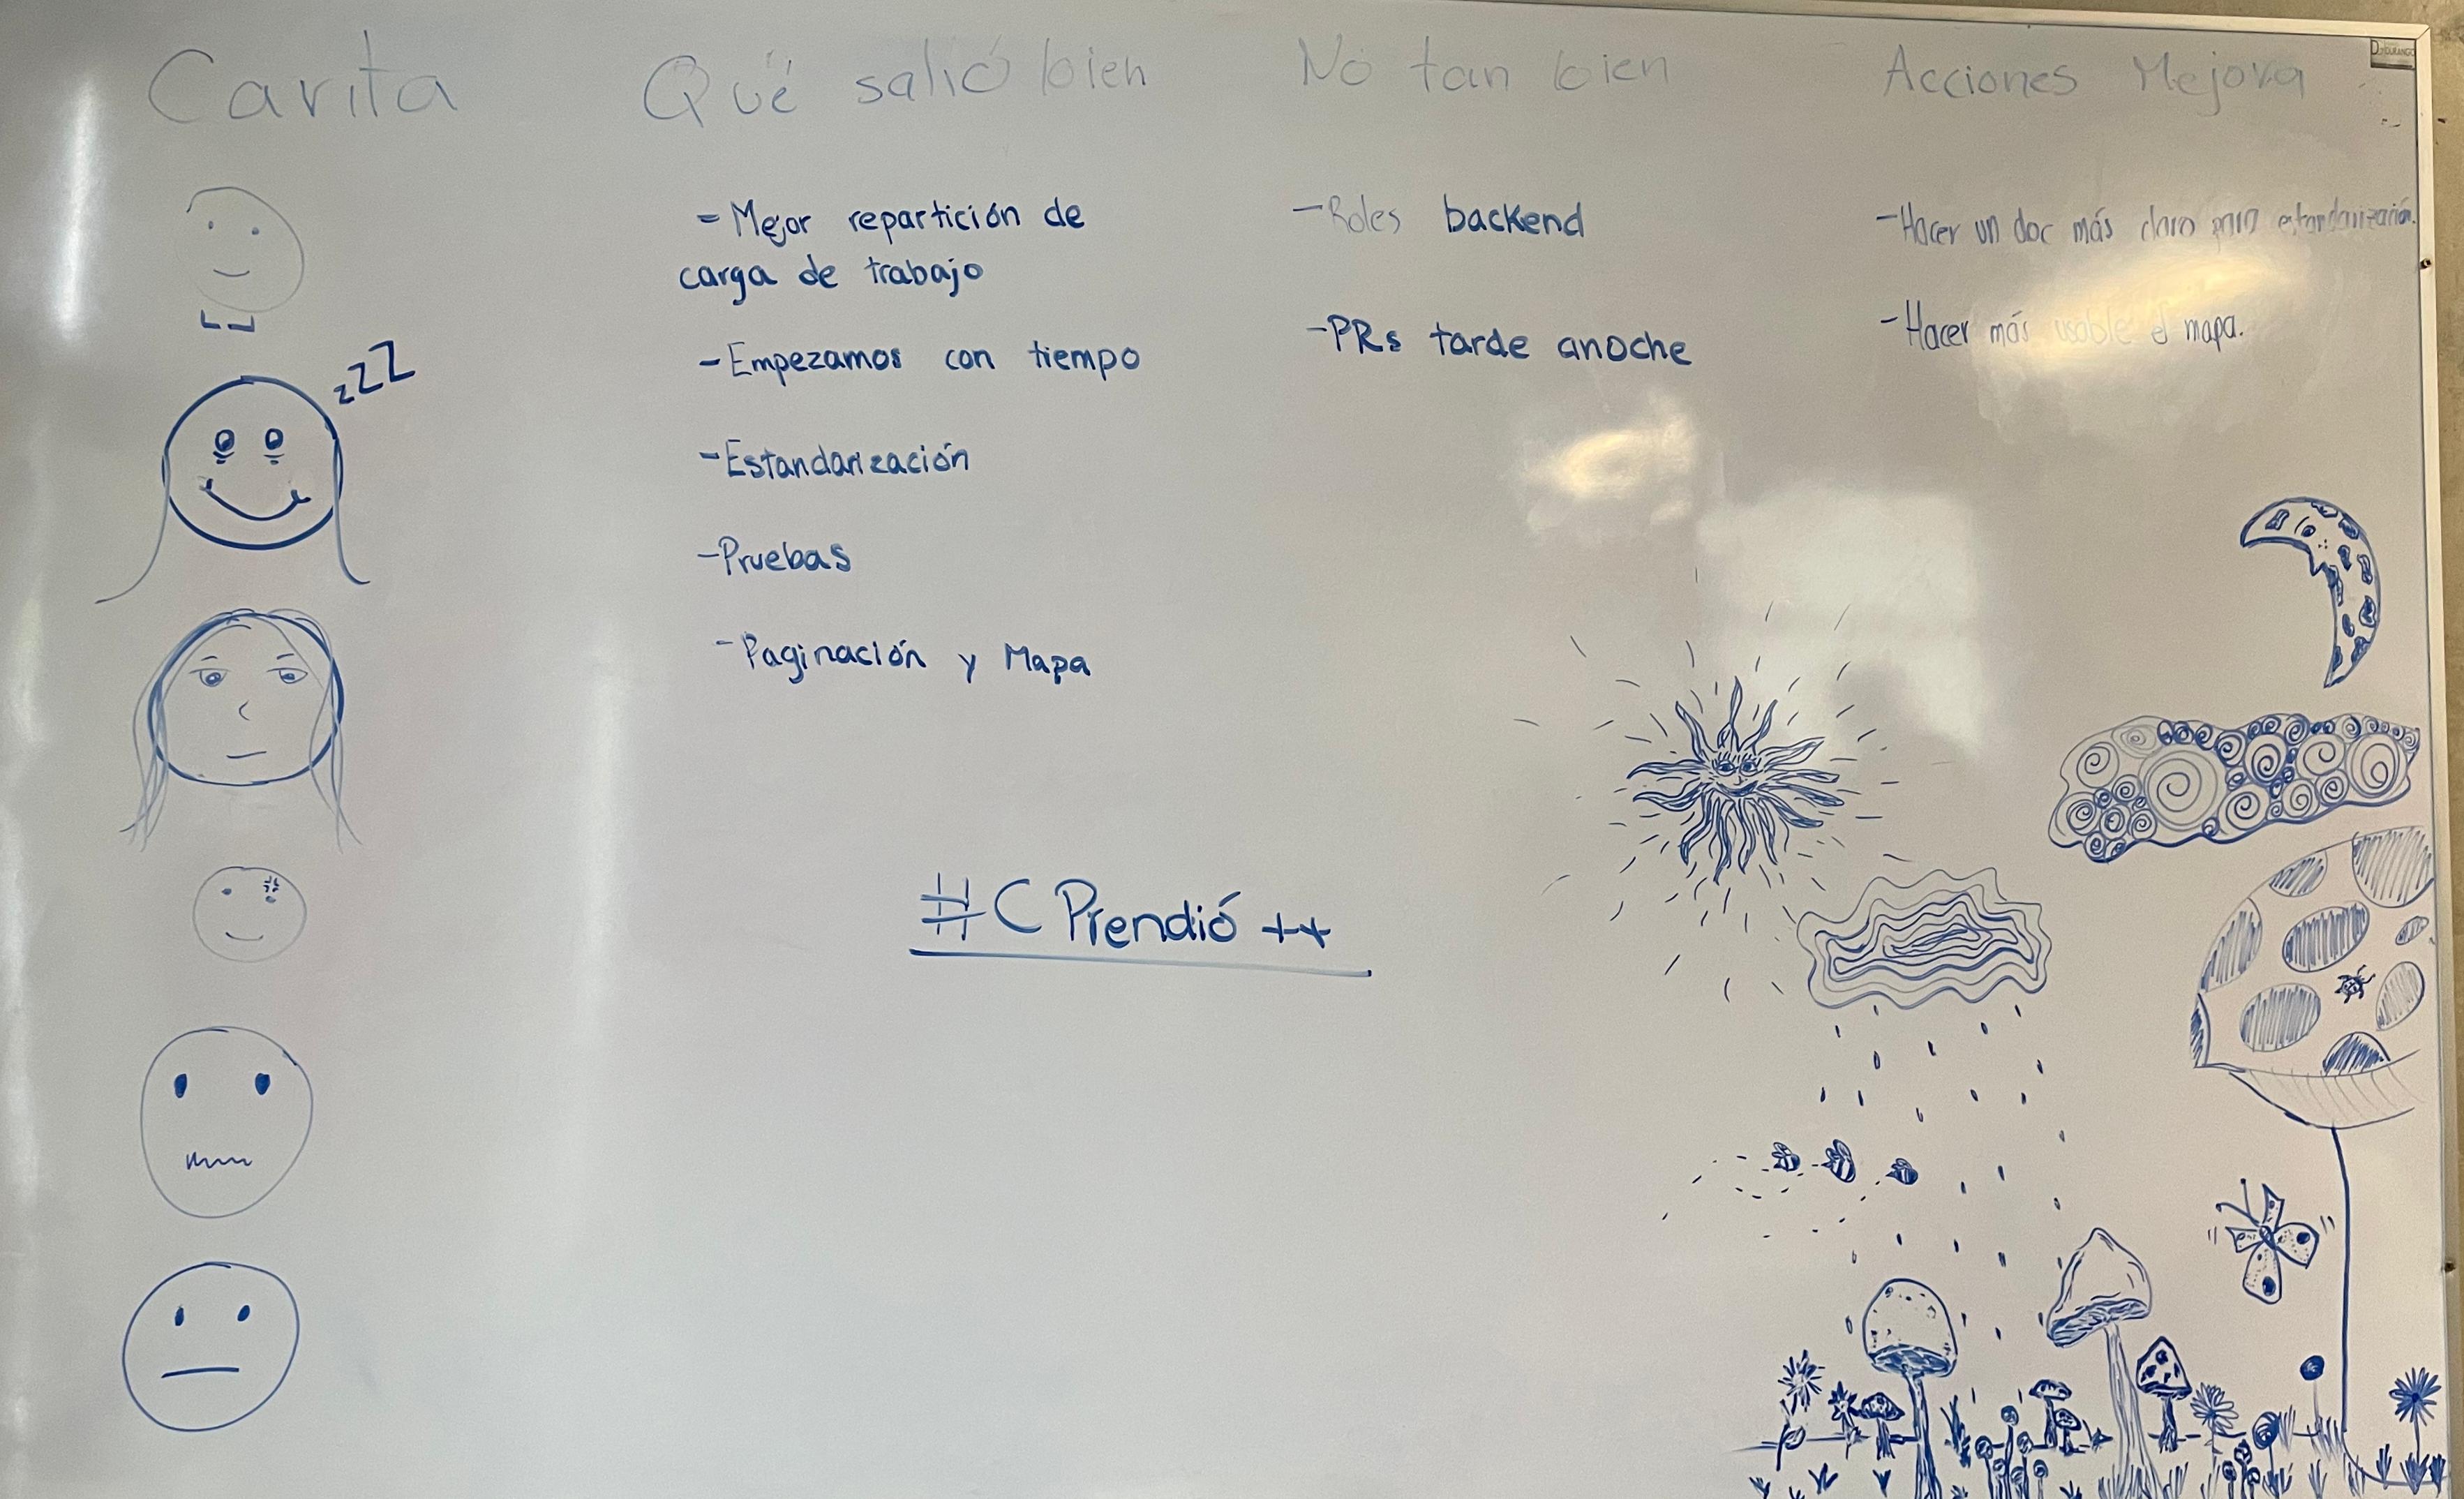 Carita
Qué salió bien
No tan bien
Acciones Mejora
- Mejor repartición de
carga de trabajo
- Empezamos con tiempo
- Estandarización
- Pruebas
- Paginación y Mapa
- Roles backend
- PRs tarde anoche
- Hacer un doc más claro para estandarización.
- Hacer más usable el mapa.
zzZ
#C Prendió ++
DURANGO